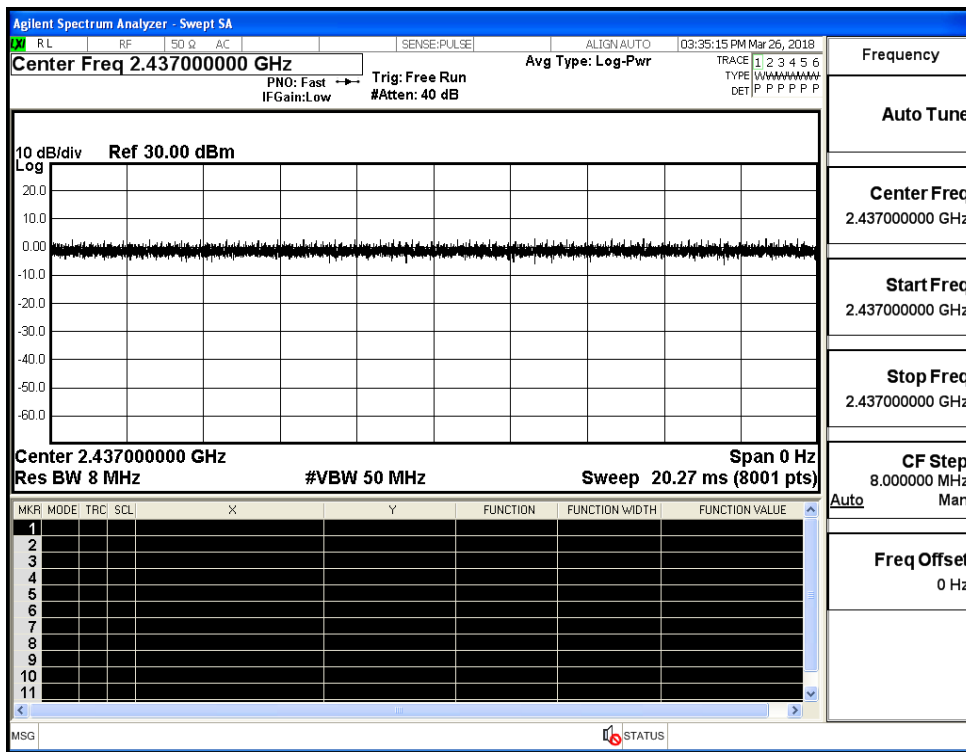 Agilent Spectrum Analyzer - Swept SA
LXI RL RF 50 Ω AC SENSE:PULSE ALIGN AUTO 03:35:15 PM Mar 26, 2018
Center Freq 2.437000000 GHz
PNO: Fast
IFGain:Low
Trig: Free Run
#Atten: 40 dB
Avg Type: Log-Pwr
TRACE 1 2 3 4 5 6
TYPE WWWWWW
DET P P P P P P
10 dB/div Ref 30.00 dBm
Log
20.0
10.0
0.00
-10.0
-20.0
-30.0
-40.0
-50.0
-60.0
Center 2.437000000 GHz Span 0 Hz
Res BW 8 MHz #VBW 50 MHz Sweep 20.27 ms (8001 pts)
MKR MODE TRC SCL X Y FUNCTION FUNCTION WIDTH FUNCTION VALUE
1
2
3
4
5
6
7
8
9
10
11
MSG STATUS
Frequency
Auto Tune
Center Freq
2.437000000 GHz
Start Freq
2.437000000 GHz
Stop Freq
2.437000000 GHz
CF Step
8.000000 MHz
Auto Man
Freq Offset
0 Hz